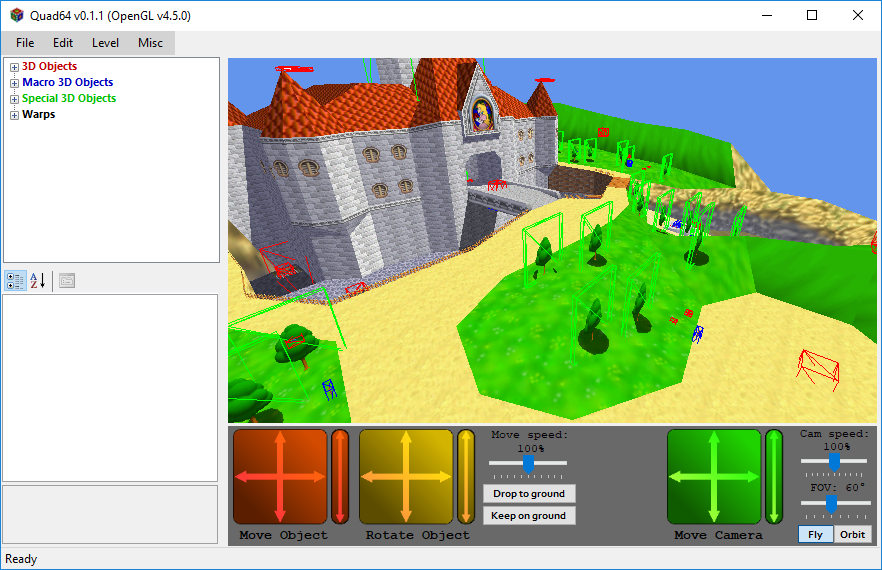 Quad64 v0.1.1 (OpenGL v4.5.0)
File Edit Level Misc
3D Objects
Macro 3D Objects
Special 3D Objects
Warps
A
Z
Move speed:
100%
Drop to ground
Keep on ground
Move Object
Rotate Object
Move Camera
Cam speed:
100%
FOV: 60°
Fly Orbit
Ready